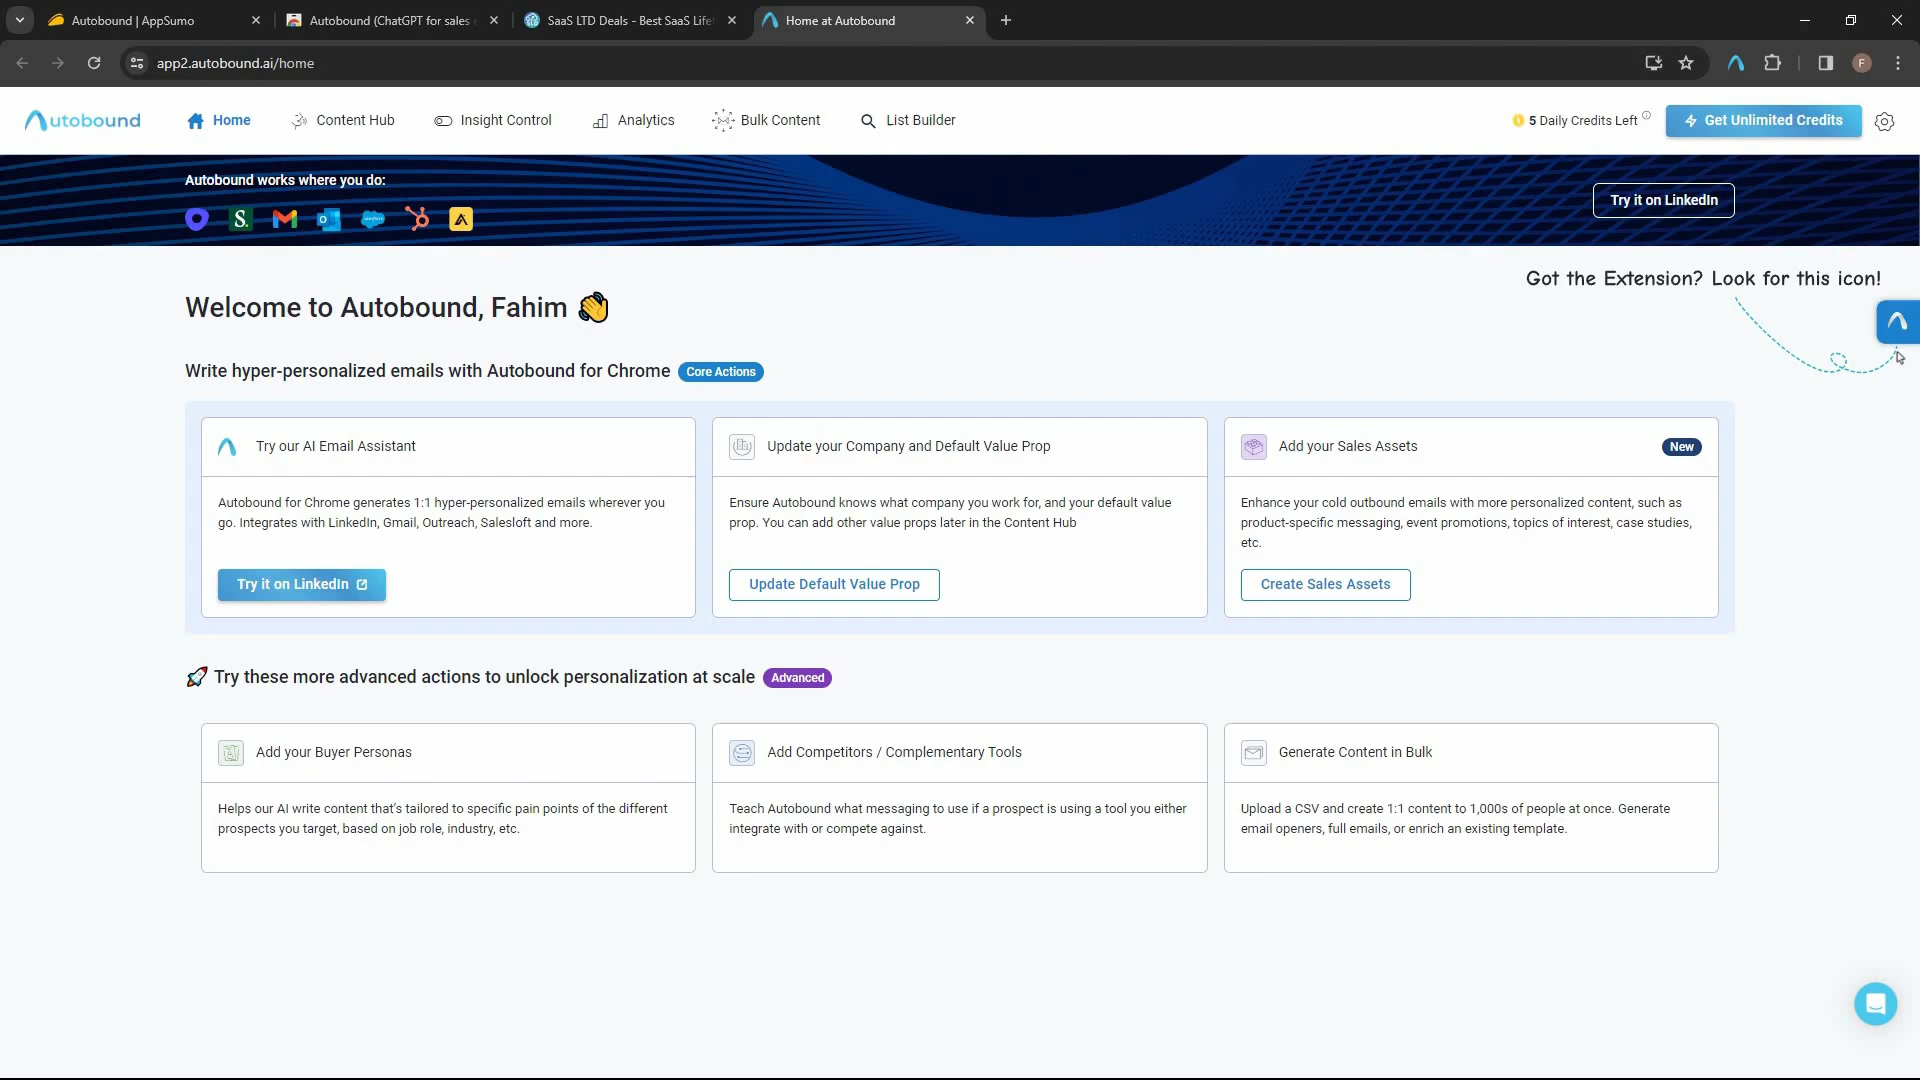 Autobound | AppSumo
Autobound (ChatGPT for sales
SaaS LTD Deals - Best SaaS Life
Home at Autobound
app2.autobound.ai/home
F
utobound
Home
Content Hub
Insight Control
Analytics
Bulk Content
List Builder
5 Daily Credits Left
Get Unlimited Credits
Autobound works where you do:
S.
Try it on LinkedIn
Got the Extension? Look for this icon!
Welcome to Autobound, Fahim
Write hyper-personalized emails with Autobound for Chrome
Core Actions
Try our AI Email Assistant
Autobound for Chrome generates 1:1 hyper-personalized emails wherever you
go. Integrates with LinkedIn, Gmail, Outreach, Salesloft and more.
Try it on LinkedIn
Update your Company and Default Value Prop
Ensure Autobound knows what company you work for, and your default value
prop. You can add other value props later in the Content Hub
Update Default Value Prop
Add your Sales Assets
New
Enhance your cold outbound emails with more personalized content, such as
product-specific messaging, event promotions, topics of interest, case studies,
etc.
Create Sales Assets
Try these more advanced actions to unlock personalization at scale
Advanced
Add your Buyer Personas
Helps our AI write content that's tailored to specific pain points of the different
prospects you target, based on job role, industry, etc.
Add Competitors / Complementary Tools
Teach Autobound what messaging to use if a prospect is using a tool you either
integrate with or compete against.
Generate Content in Bulk
Upload a CSV and create 1:1 content to 1,000s of people at once. Generate
email openers, full emails, or enrich an existing template.